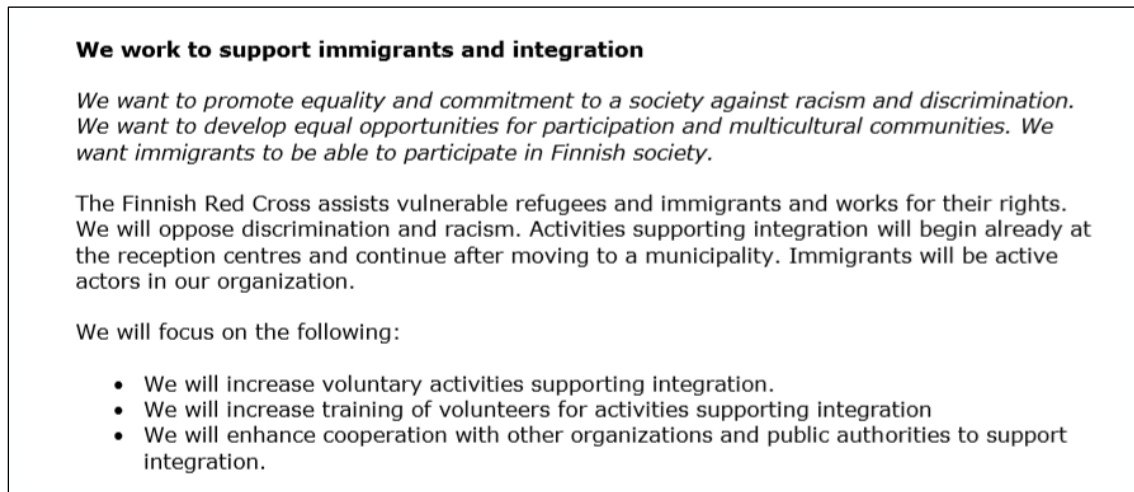 We work to support immigrants and integration
We want to promote equality and commitment to a society against racism and discrimination.
We want to develop equal opportunities for participation and multicultural communities. We
want immigrants to be able to participate in Finnish society.
The Finnish Red Cross assists vulnerable refugees and immigrants and works for their rights.
We will oppose discrimination and racism. Activities supporting integration will begin already at
the reception centres and continue after moving to a municipality. Immigrants will be active
actors in our organization.
We will focus on the following:
• We will increase voluntary activities supporting integration.
• We will increase training of volunteers for activities supporting integration
• We will enhance cooperation with other organizations and public authorities to support
integration.